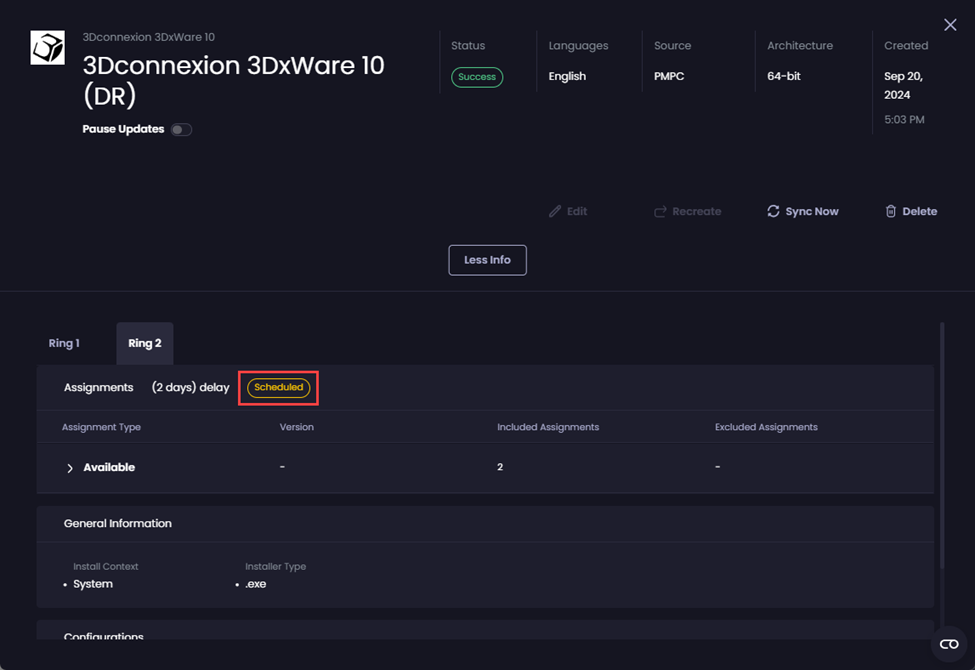 3Dconnexion 3DxWare 10
3Dconnexion 3DxWare 10
(DR)
Pause Updates
Status
Success
Languages
English
Source
PMPC
Architecture
64-bit
Created
Sep 20,
2024
5:03 PM
Edit
Recreate
Sync Now
Delete
Less Info
Ring 1
Ring 2
Assignments (2 days) delay Scheduled
Assignment Type Version Included Assignments Excluded Assignments
Available - 2 -
General Information
Install Context Installer Type
• System • .exe
Configurations